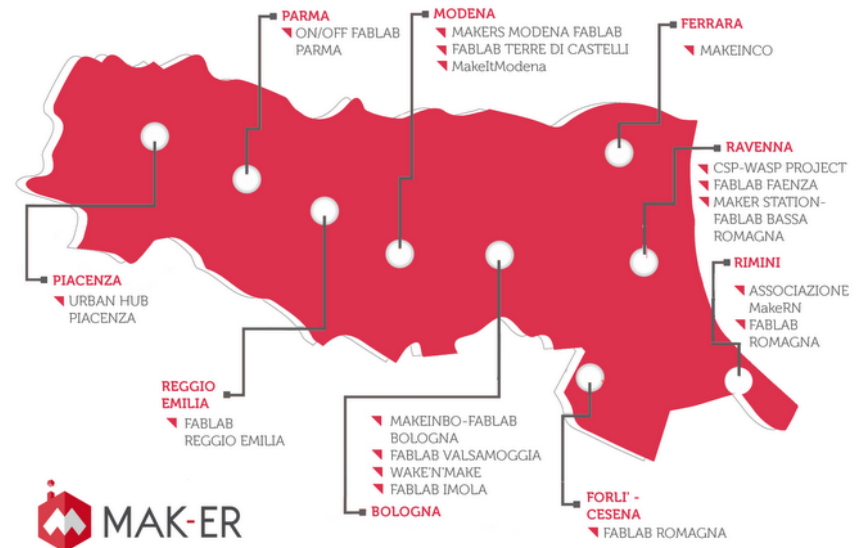 PARMA
ON/OFF FABLAB
PARMA
MODENA
MAKERS MODENA FABLAB
FABLAB TERRE DI CASTELLI
MakeItModena
FERRARA
MAKEINCO
RAVENNA
CSP-WASP PROJECT
FABLAB FAENZA
MAKER STATION-
FABLAB BASSA
ROMAGNA
RIMINI
ASSOCIAZIONE
MakeRN
FABLAB
ROMAGNA
PIACENZA
URBAN HUB
PIACENZA
REGGIO
EMILIA
FABLAB
REGGIO EMILIA
MAKEINBO-FABLAB
BOLOGNA
FABLAB VALSAMOGGIA
WAKE'N'MAKE
FABLAB IMOLA
BOLOGNA
FORLI' -
CESENA
FABLAB ROMAGNA
MAK-ER